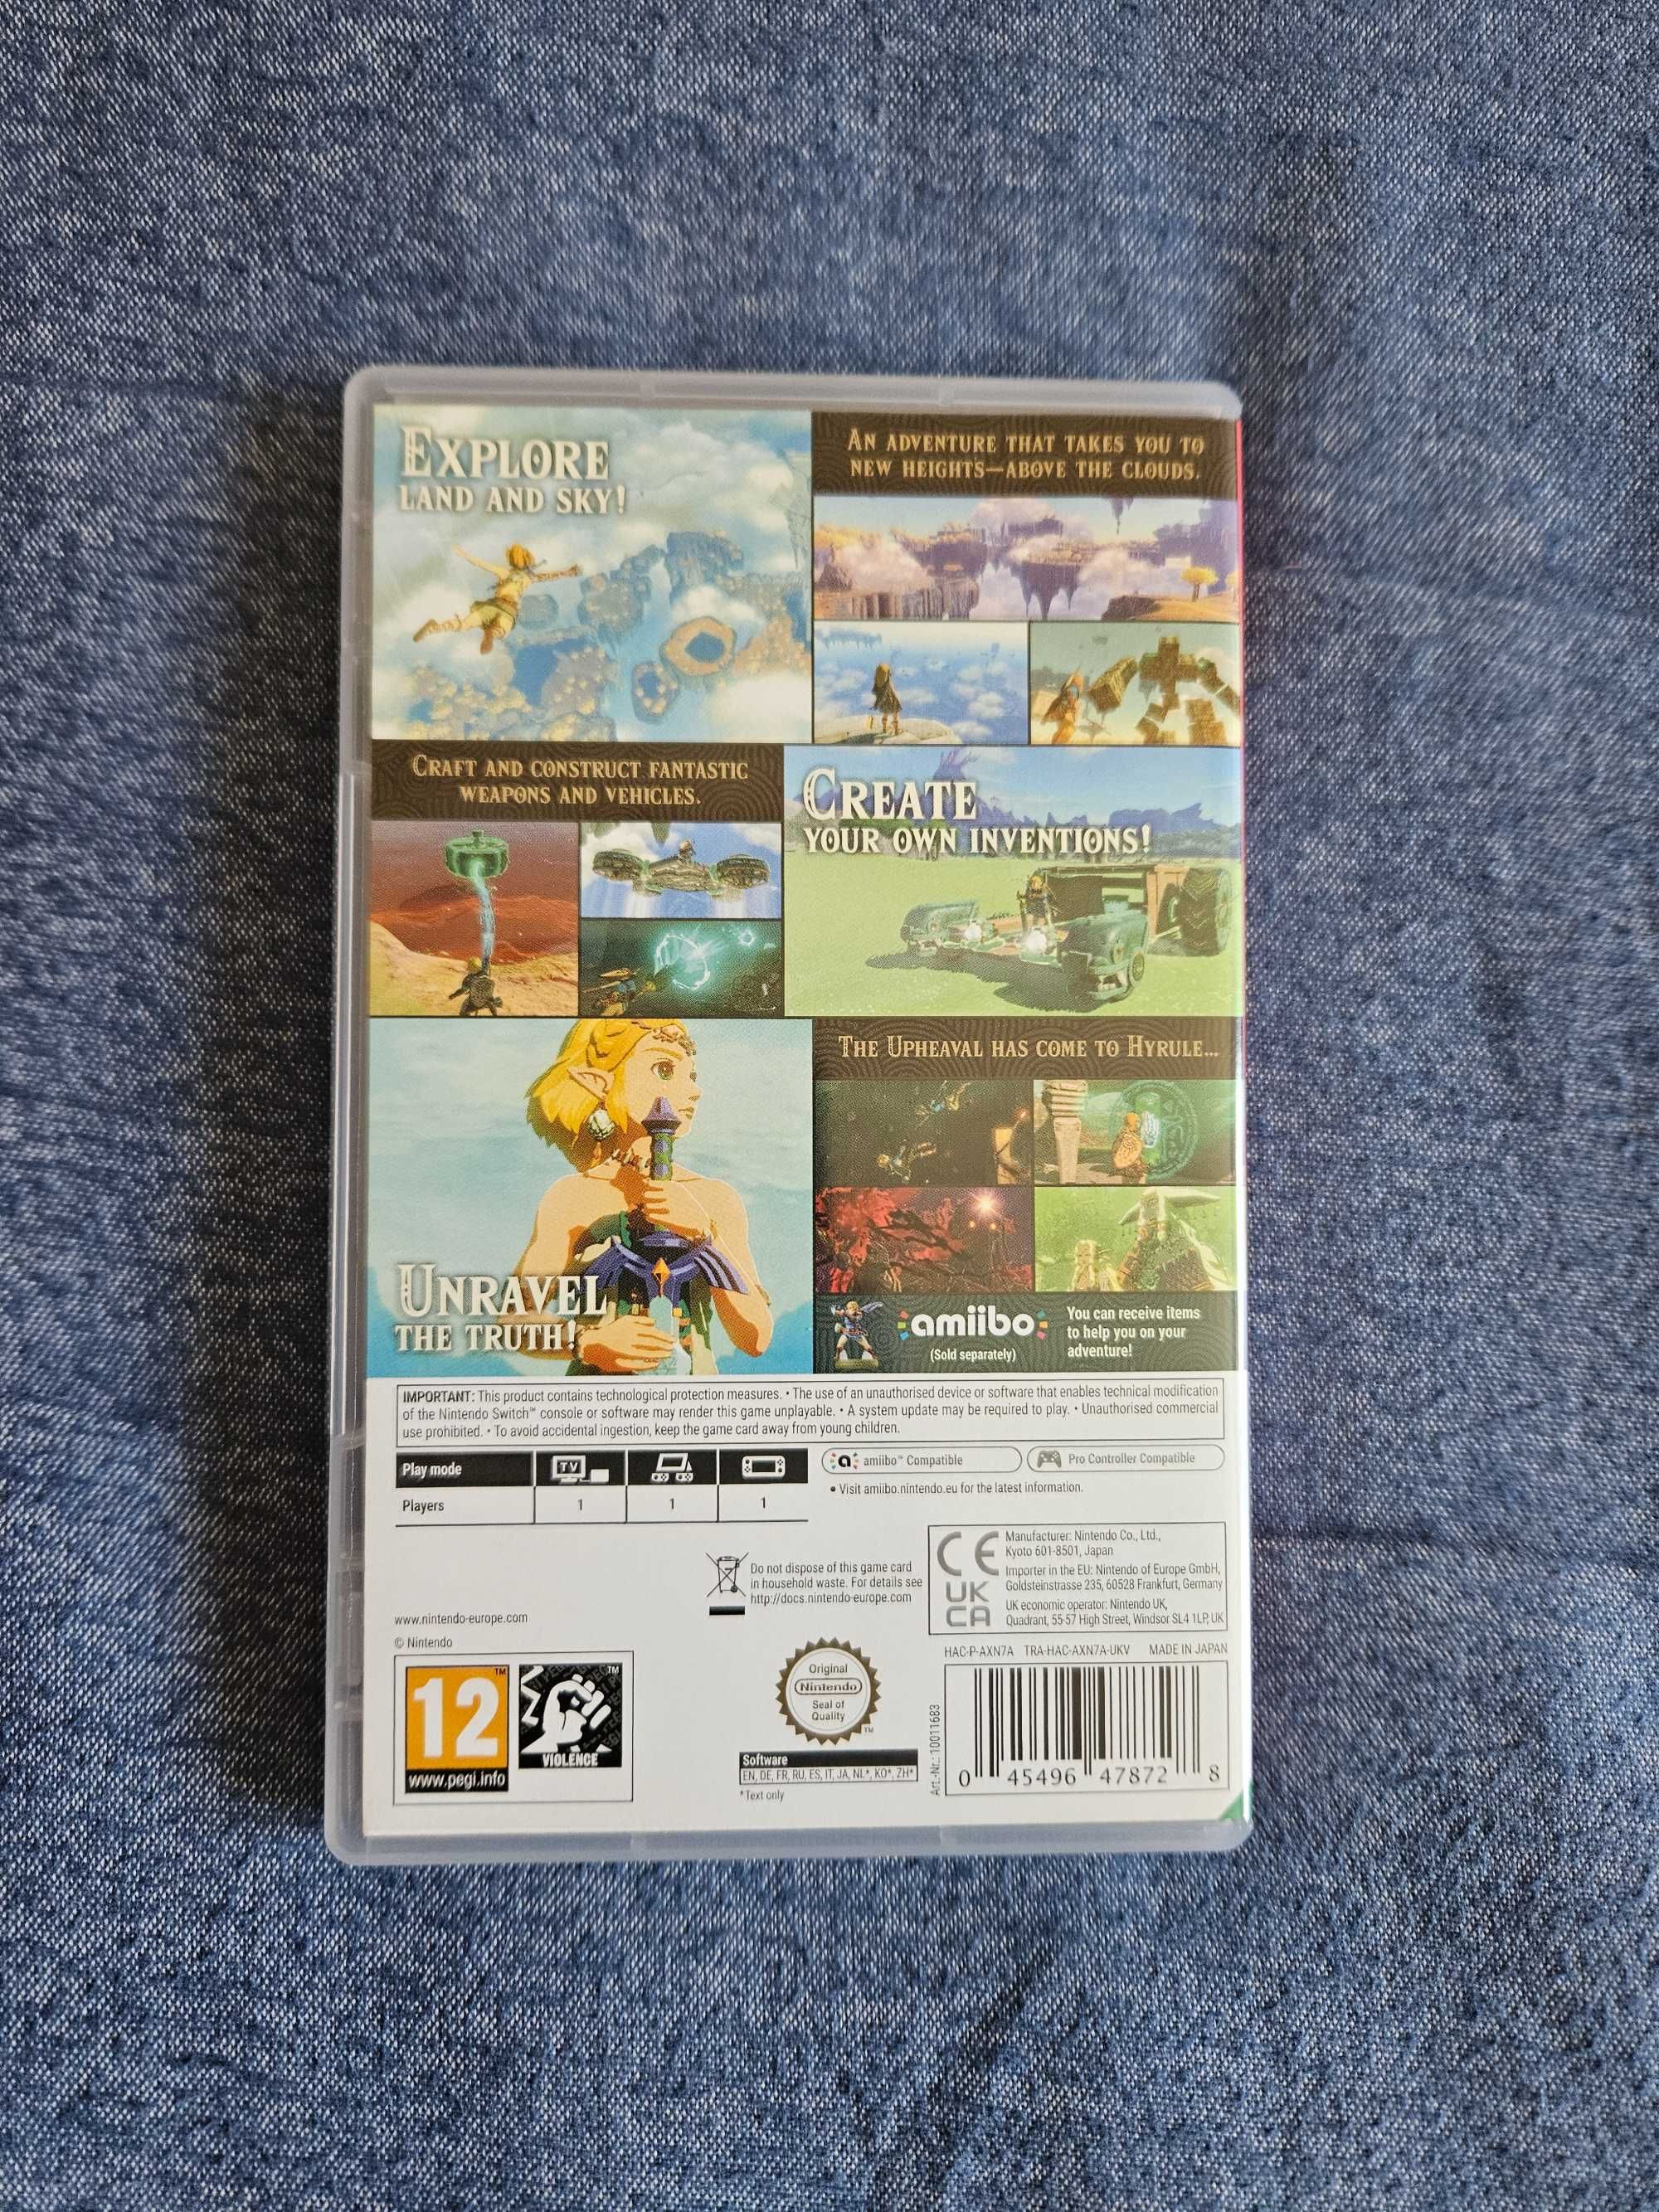 EXPLORE
LAND AND SKY!
AN ADVENTURE THAT TAKES YOU TO
NEW HEIGHTS—ABOVE THE CLOUDS.
CRAFT AND CONSTRUCT FANTASTIC
WEAPONS AND VEHICLES.
CREATE
YOUR OWN INVENTIONS!
UNRAVEL
THE TRUTH!
THE UPHEAVAL HAS COME TO HYRULE...
amiibo
(Sold separately)
You can receive items
to help you on your
adventure!
IMPORTANT: This product contains technological protection measures. • The use of an unauthorised device or software that enables technical modification
of the Nintendo Switch™ console or software may render this game unplayable. • A system update may be required to play. • Unauthorised commercial
use prohibited. • To avoid accidental ingestion, keep the game card away from young children.
Play mode
TV
Players 1 1 1
amiibo™ Compatible
Pro Controller Compatible
• Visit amiibo.nintendo.eu for the latest information.
Do not dispose of this game card
in household waste. For details see
http://docs.nintendo-europe.com
CE
UK
CA
Manufacturer: Nintendo Co., Ltd.,
Kyoto 601-8501, Japan
Importer in the EU: Nintendo of Europe GmbH,
Goldsteinstrasse 235, 60528 Frankfurt, Germany
UK economic operator: Nintendo UK,
Quadrant, 55-57 High Street, Windsor SL4 1LP, UK
www.nintendo-europe.com
© Nintendo
12™
www.pegi.info
VIOLENCE
™
Original
Nintendo
Seal of
Quality
™
Software
EN, DE, FR, RU, ES, IT, JA, NL*, KO*, ZH*
*Text only
HAC-P-AXN7A TRA-HAC-AXN7A-UKV MADE IN JAPAN
Art.-Nr.: 10011683
0 45496 47872 8